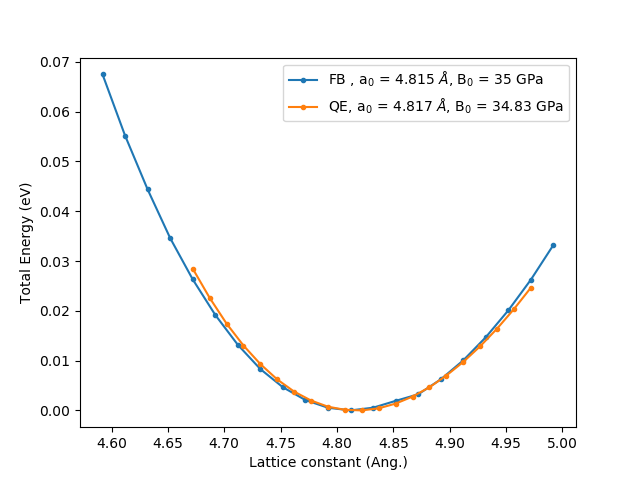 FB , a₀ = 4.815 Å, B₀ = 35 GPa
QE, a₀ = 4.817 Å, B₀ = 34.83 GPa
0.07
0.06
0.05
0.04
0.03
0.02
0.01
0.00
Total Energy (eV)
4.60 4.65 4.70 4.75 4.80 4.85 4.90 4.95 5.00
Lattice constant (Ang.)